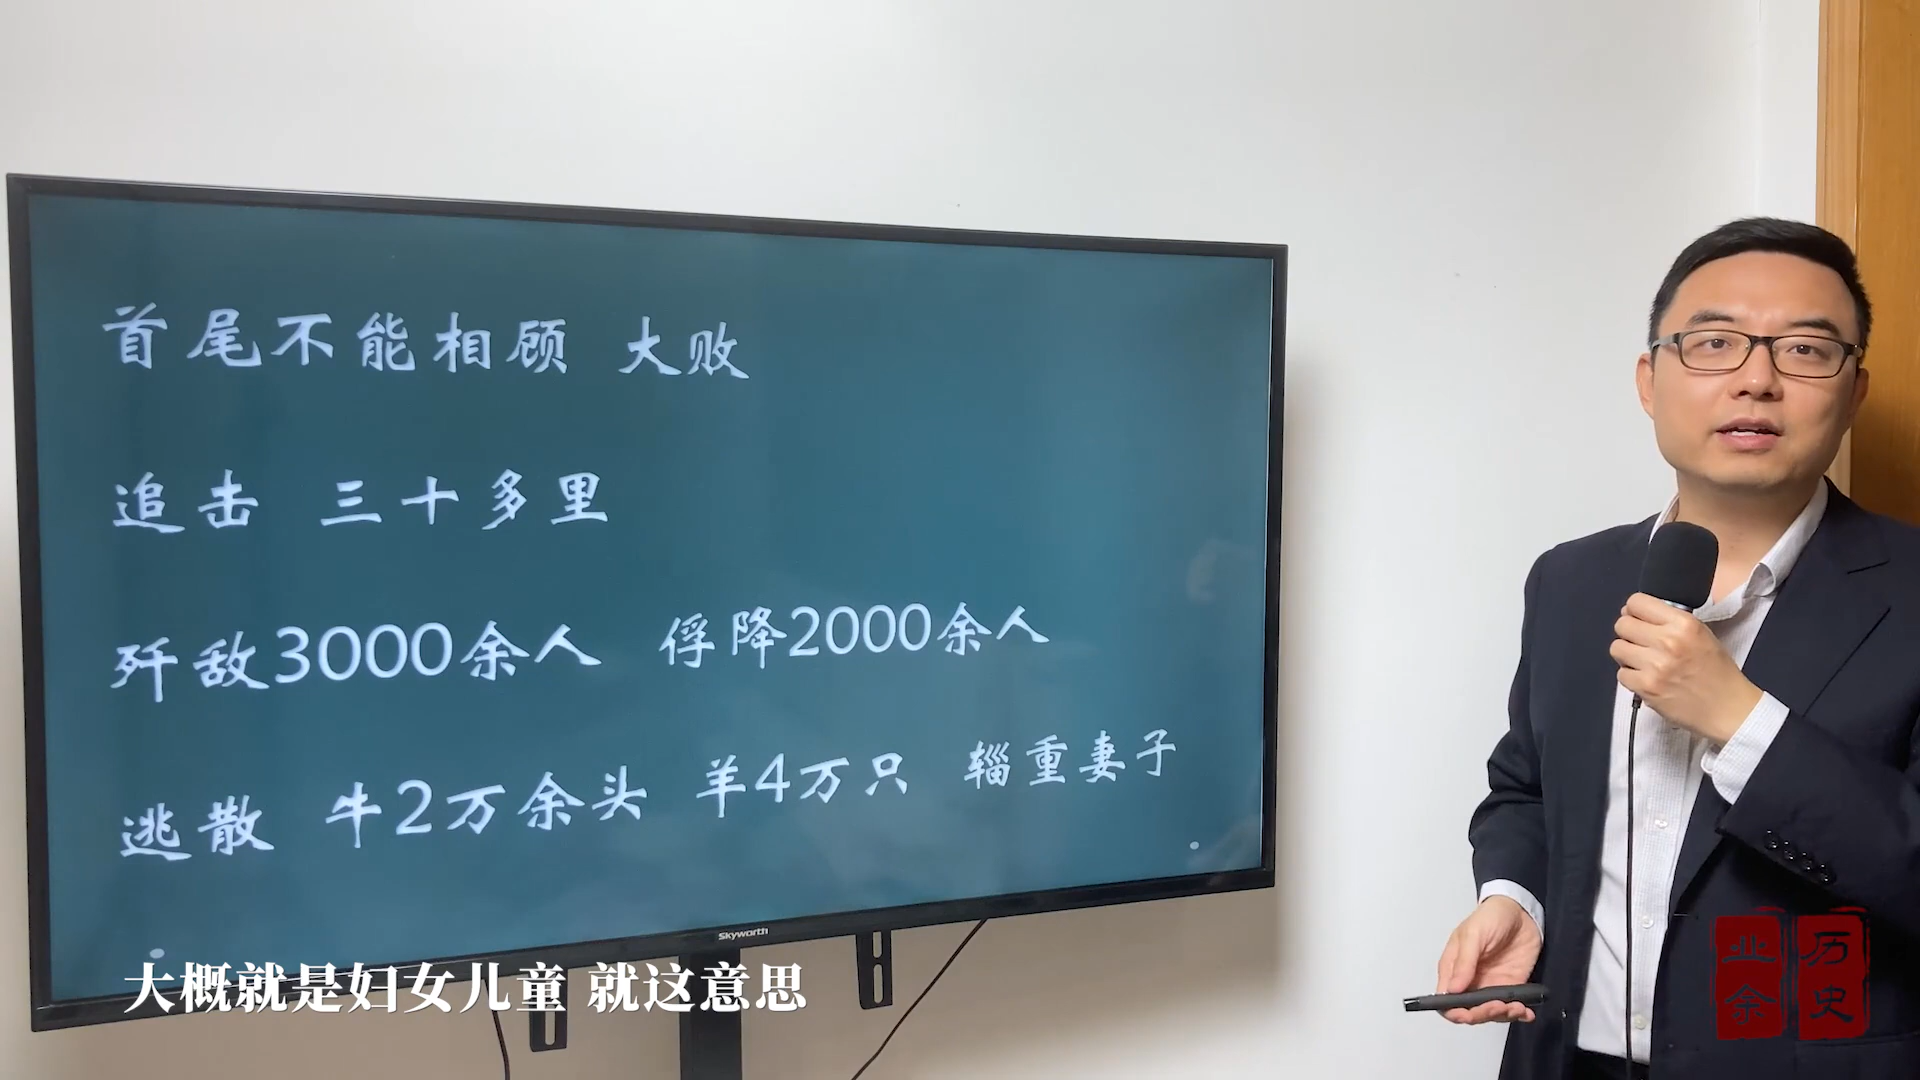 首尾不能相顾 大败
追击 三十多里
歼敌3000余人 俘降2000余人
逃散 牛2万余头 羊4万只 辎重妻子
Skyworth
大概就是妇女儿童 就这意思
业余历史